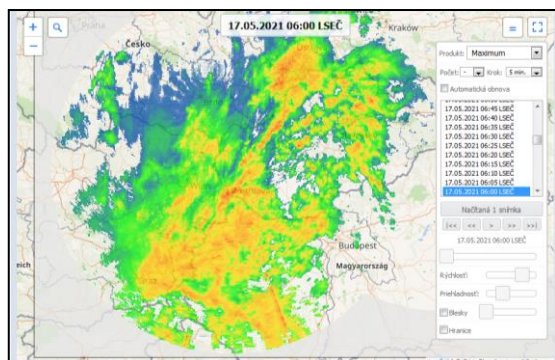 +
−
17.05.2021 06:00 LSEČ
=
Česko
Kraków
Budapest
Magyarország
Produkt: Maximum
Počet: - Krok: 5 min.
Automatická obnova
17.05.2021 06:45 LSEČ
17.05.2021 06:40 LSEČ
17.05.2021 06:35 LSEČ
17.05.2021 06:30 LSEČ
17.05.2021 06:25 LSEČ
17.05.2021 06:20 LSEČ
17.05.2021 06:15 LSEČ
17.05.2021 06:10 LSEČ
17.05.2021 06:05 LSEČ
17.05.2021 06:00 LSEČ
Načítaná 1 snímka
|<< << > >> >>|
17.05.2021 06:00 LSEČ
Rýchlosť:
Priehľadnosť:
Blesky
Hranice